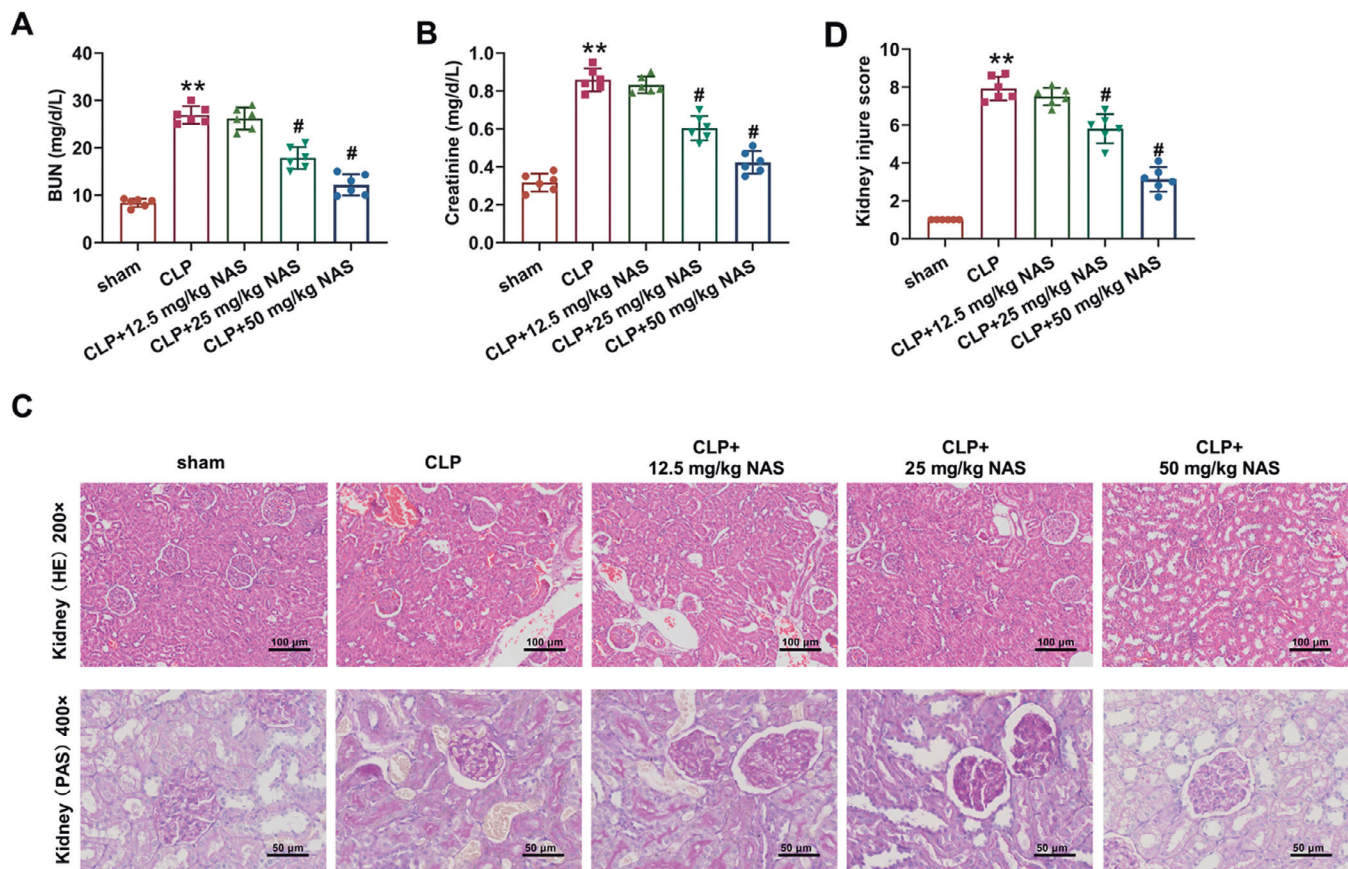 A
BUN (mg/d/L)
40
30
20
10
0
**
#
#
sham
CLP
CLP+12.5 mg/kg NAS
CLP+25 mg/kg NAS
CLP+50 mg/kg NAS
B
Creatinine (mg/d/L)
1.0
0.8
0.6
0.4
0.2
0.0
**
#
#
sham
CLP
CLP+12.5 mg/kg NAS
CLP+25 mg/kg NAS
CLP+50 mg/kg NAS
D
Kidney injure score
10
8
6
4
2
0
**
#
#
sham
CLP
CLP+12.5 mg/kg NAS
CLP+25 mg/kg NAS
CLP+50 mg/kg NAS
C
sham
CLP
CLP+
12.5 mg/kg NAS
CLP+
25 mg/kg NAS
CLP+
50 mg/kg NAS
Kidney (HE) 200×
100 μm
100 μm
100 μm
100 μm
100 μm
Kidney (PAS) 400×
50 μm
50 μm
50 μm
50 μm
50 μm